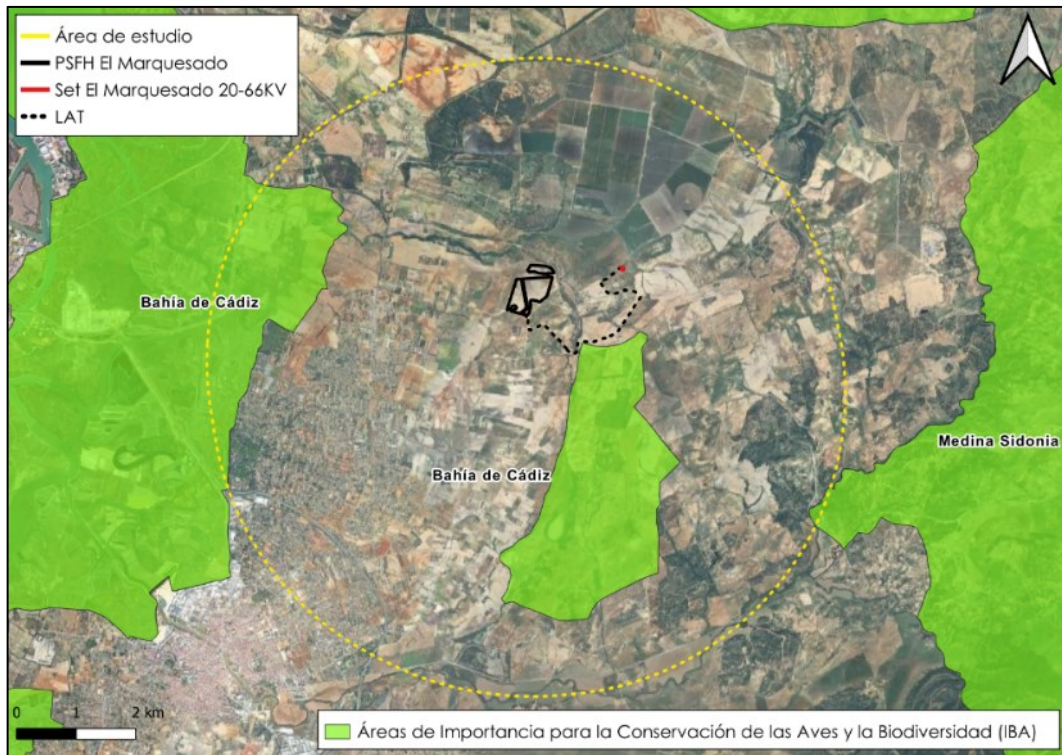 Área de estudio
PSFH El Marquesado
Set El Marquesado 20-66KV
LAT
Bahía de Cádiz
Medina Sidonia
Bahía de Cádiz
0 1 2 km
Áreas de Importancia para la Conservación de las Aves y la Biodiversidad (IBA)